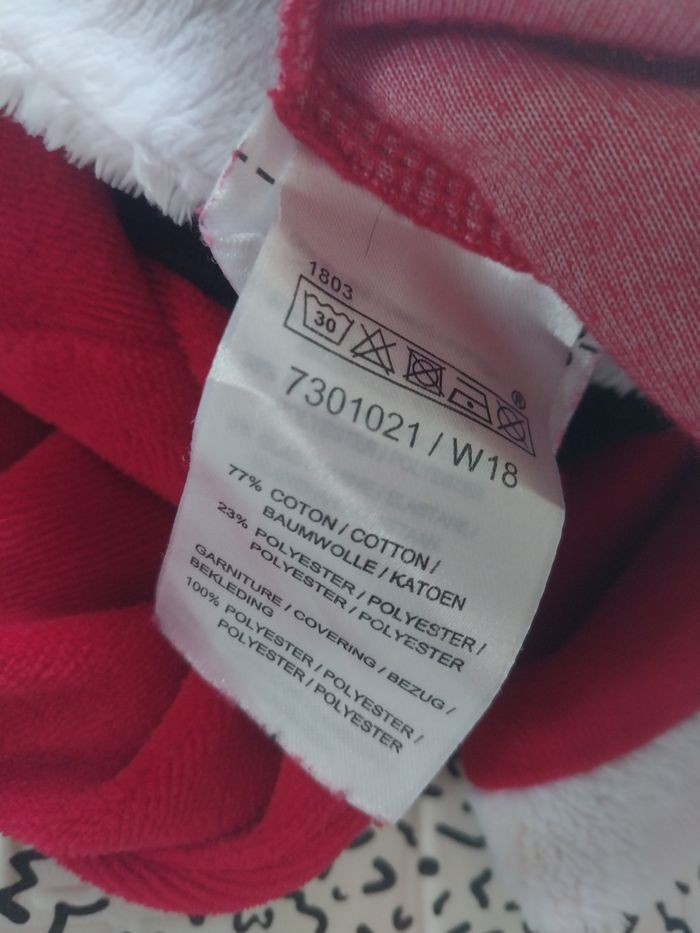 1803
30
®
7301021 / W18
77% COTON / COTTON /
BAUMWOLLE / KATOEN
23% POLYESTER / POLYESTER /
POLYESTER / POLYESTER
GARNITURE / COVERING / BEZUG /
BEKLEDING
100% POLYESTER / POLYESTER /
POLYESTER / POLYESTER